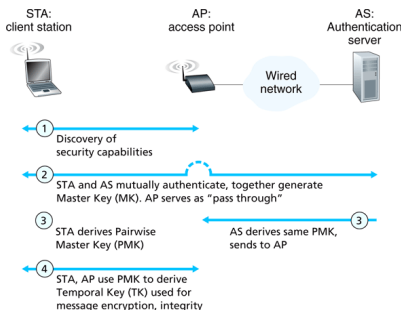 STA:
client station
AP:
access point
AS:
Authentication
server
Wired
network
1
Discovery of
security capabilities
2
STA and AS mutually authenticate, together generate
Master Key (MK). AP serves as “pass through”
3
STA derives Pairwise
Master Key (PMK)
AS derives same PMK,
sends to AP
3
4
STA, AP use PMK to derive
Temporal Key (TK) used for
message encryption, integrity